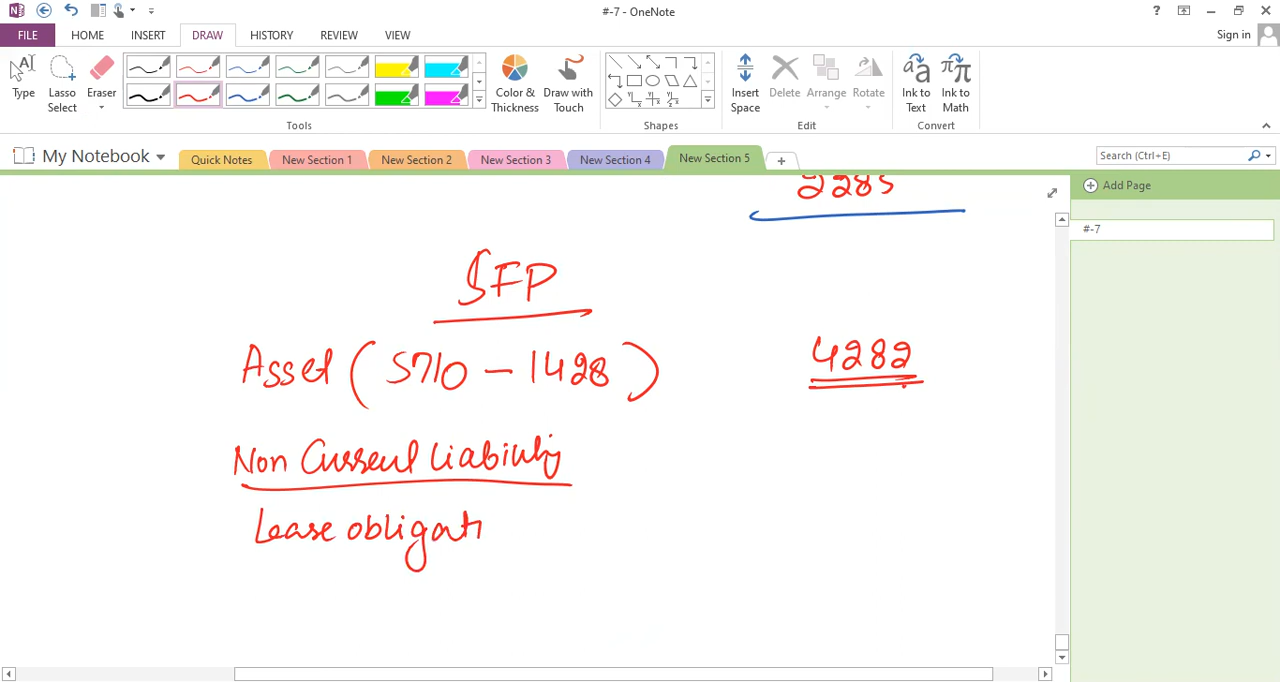 #-7 - OneNote
Sign in
FILE HOME INSERT DRAW HISTORY REVIEW VIEW
Type
Lasso Select
Eraser
Color & Thickness
Draw with Touch
Insert Space
Delete
Arrange
Rotate
Ink to Text
Ink to Math
Tools
Shapes
Edit
Convert
My Notebook
Quick Notes
New Section 1
New Section 2
New Section 3
New Section 4
New Section 5
Search (Ctrl+E)
Add Page
#-7
2285
SFP
Asset (5710 - 1428) 4282
Non Current Liability
Lease obligati